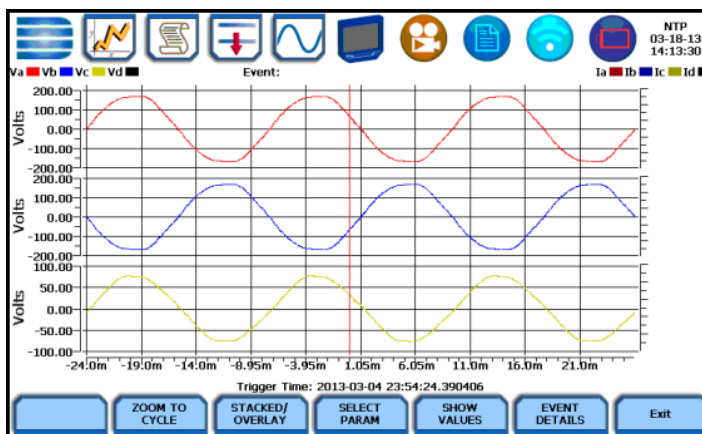 NTP
03-18-13
14:13:30
Va Vb Vc Vd Event: Ia Ib Ic Id
200.00
100.00
0.00
-100.00
-200.00
Volts
200.00
100.00
0.00
-100.00
-200.00
Volts
100.00
50.00
0.00
-50.00
-100.00
Volts
-24.0m -19.0m -14.0m -8.95m -3.95m 1.05m 6.05m 11.0m 16.0m 21.0m
Trigger Time: 2013-03-04 23:54:24.390406
ZOOM TO CYCLE
STACKED/ OVERLAY
SELECT PARAM
SHOW VALUES
EVENT DETAILS
Exit